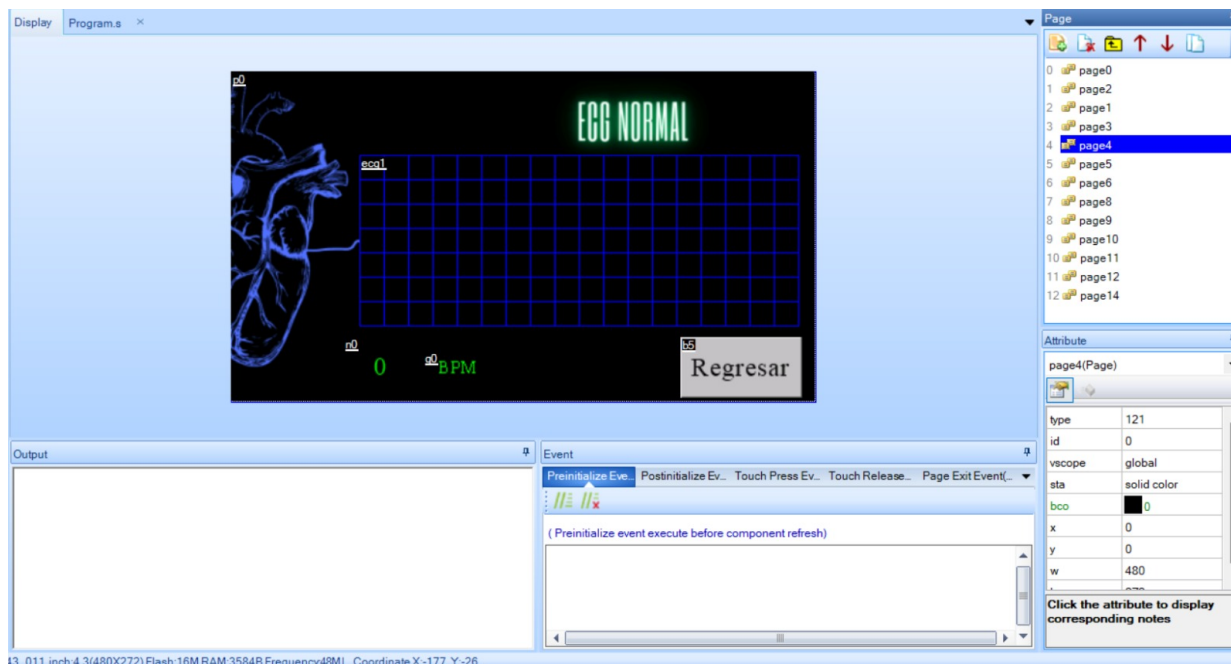 Display Program.s ×
p0
ECG NORMAL
ecg1
n0
0
g0
BPM
b5
Regresar
Page
0 page0
1 page2
2 page1
3 page3
4 page4
5 page5
6 page6
7 page8
8 page9
9 page10
10 page11
11 page12
12 page14
Attribute
page4(Page)
type 121
id 0
vscope global
sta solid color
bco 0
x 0
y 0
w 480
Click the attribute to display
corresponding notes
Output
Event
Preinitialize Eve... Postinitialize Ev... Touch Press Ev... Touch Release... Page Exit Event(...
( Preinitialize event execute before component refresh)
43_011 inch:4.3(480X272) Flash:16M RAM:3584B Frequency48M Coordinate X:-177 Y:-26